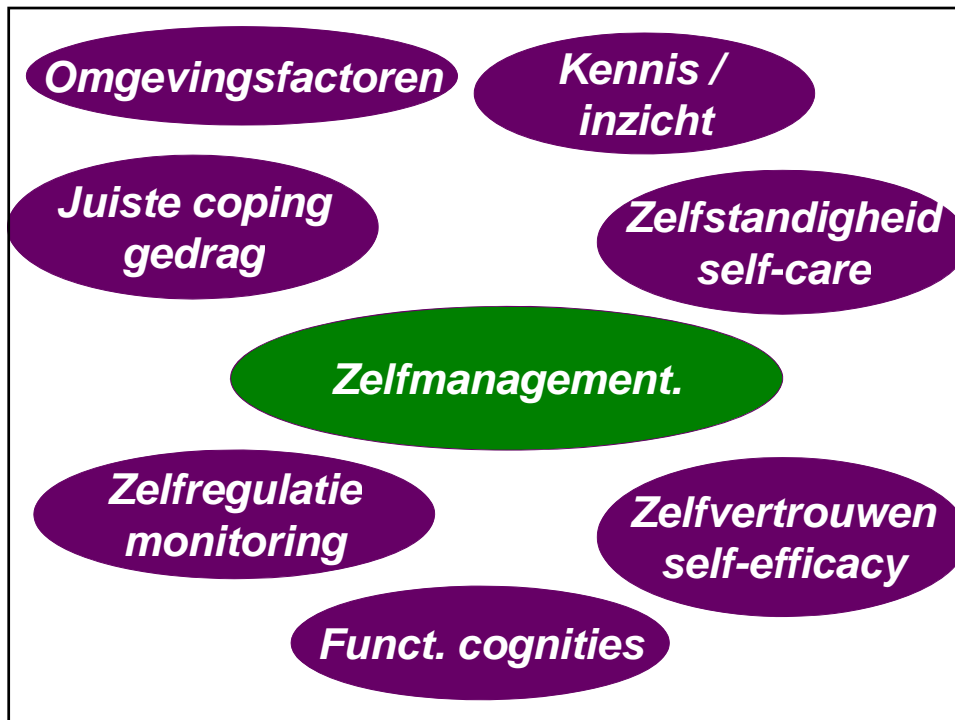 Omgevingsfactoren
Kennis /
inzicht
Juiste coping
gedrag
Zelfstandigheid
self-care
Zelfmanagement.
Zelfregulatie
monitoring
Zelfvertrouwen
self-efficacy
Funct. cognities